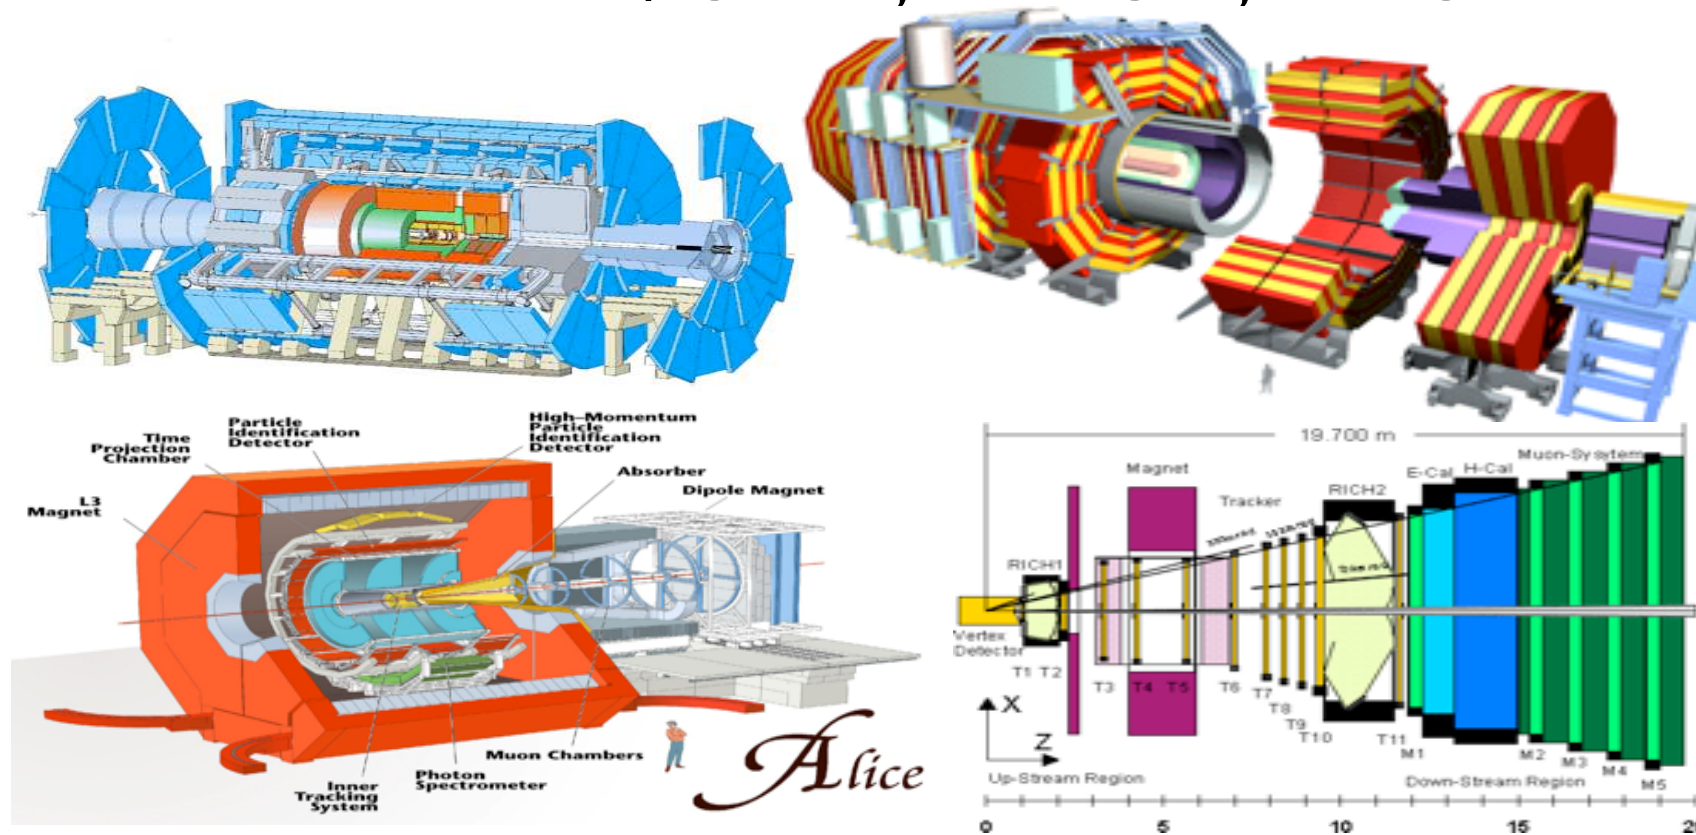 Particle
Identification
Detector
High-Momentum
Particle
Identification
Detector
Time
Projection
Chamber
Absorber
Dipole Magnet
L3
Magnet
Muon Chambers
Photon
Spectrometer
Inner
Tracking
System
Alice
19.700 m
Muon-Sysytem
E-Cal H-Cal
Magnet
RICH2
Tracker
RICH1
Vertex
Detector
T1 T2
T3 T4 T5 T6 T7
T8
T9
T10
T11
M1 M2 M3 M4 M5
X
Z
Up-Stream Region
Down-Stream Region
0 5 10 15 20